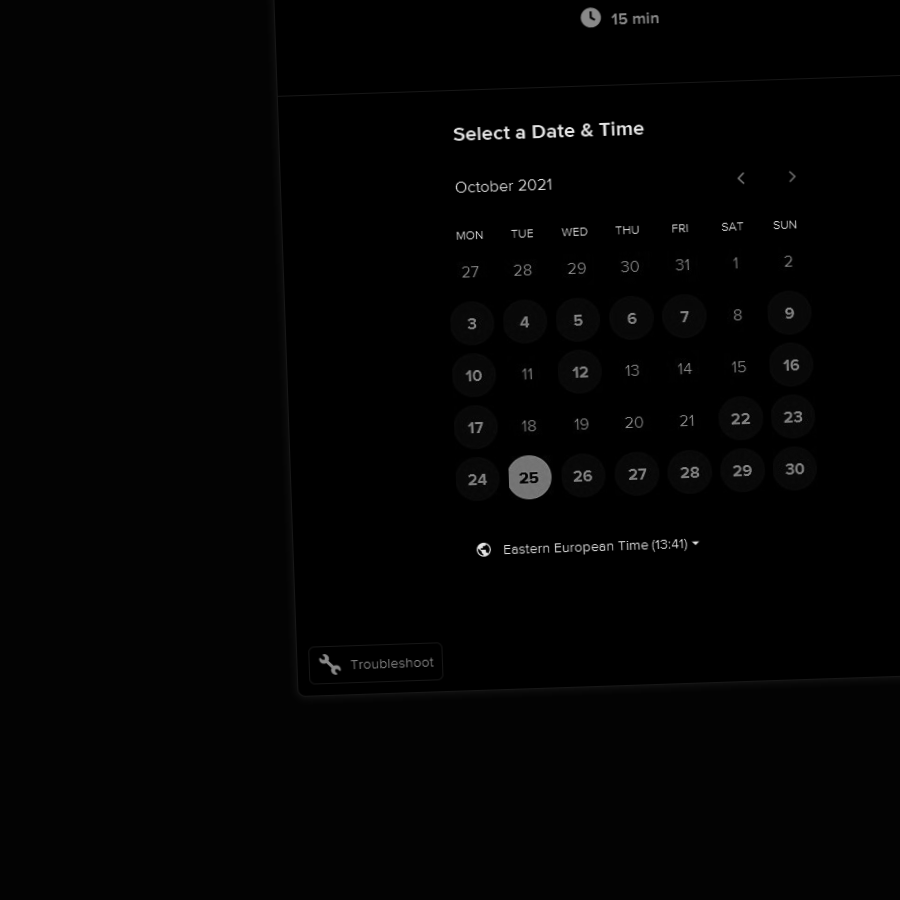 15 min
Select a Date & Time
October 2021
MON TUE WED THU FRI SAT SUN
27 28 29 30 31 1 2
3 4 5 6 7 8 9
10 11 12 13 14 15 16
17 18 19 20 21 22 23
24 25 26 27 28 29 30
Eastern European Time (13:41)
Troubleshoot